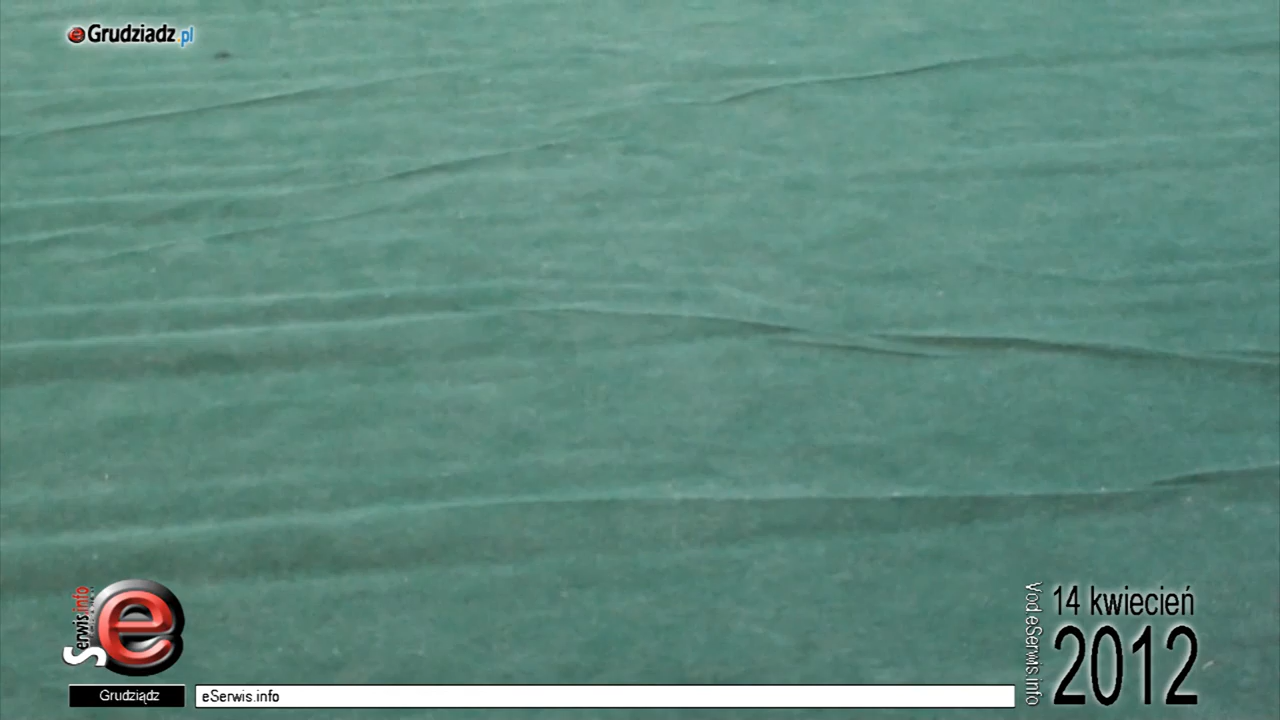 eGrudziadz.pl
Serwis.info
e
14 kwiecień
2012
Vod.eSerwis.info
Grudziądz
eSerwis.info